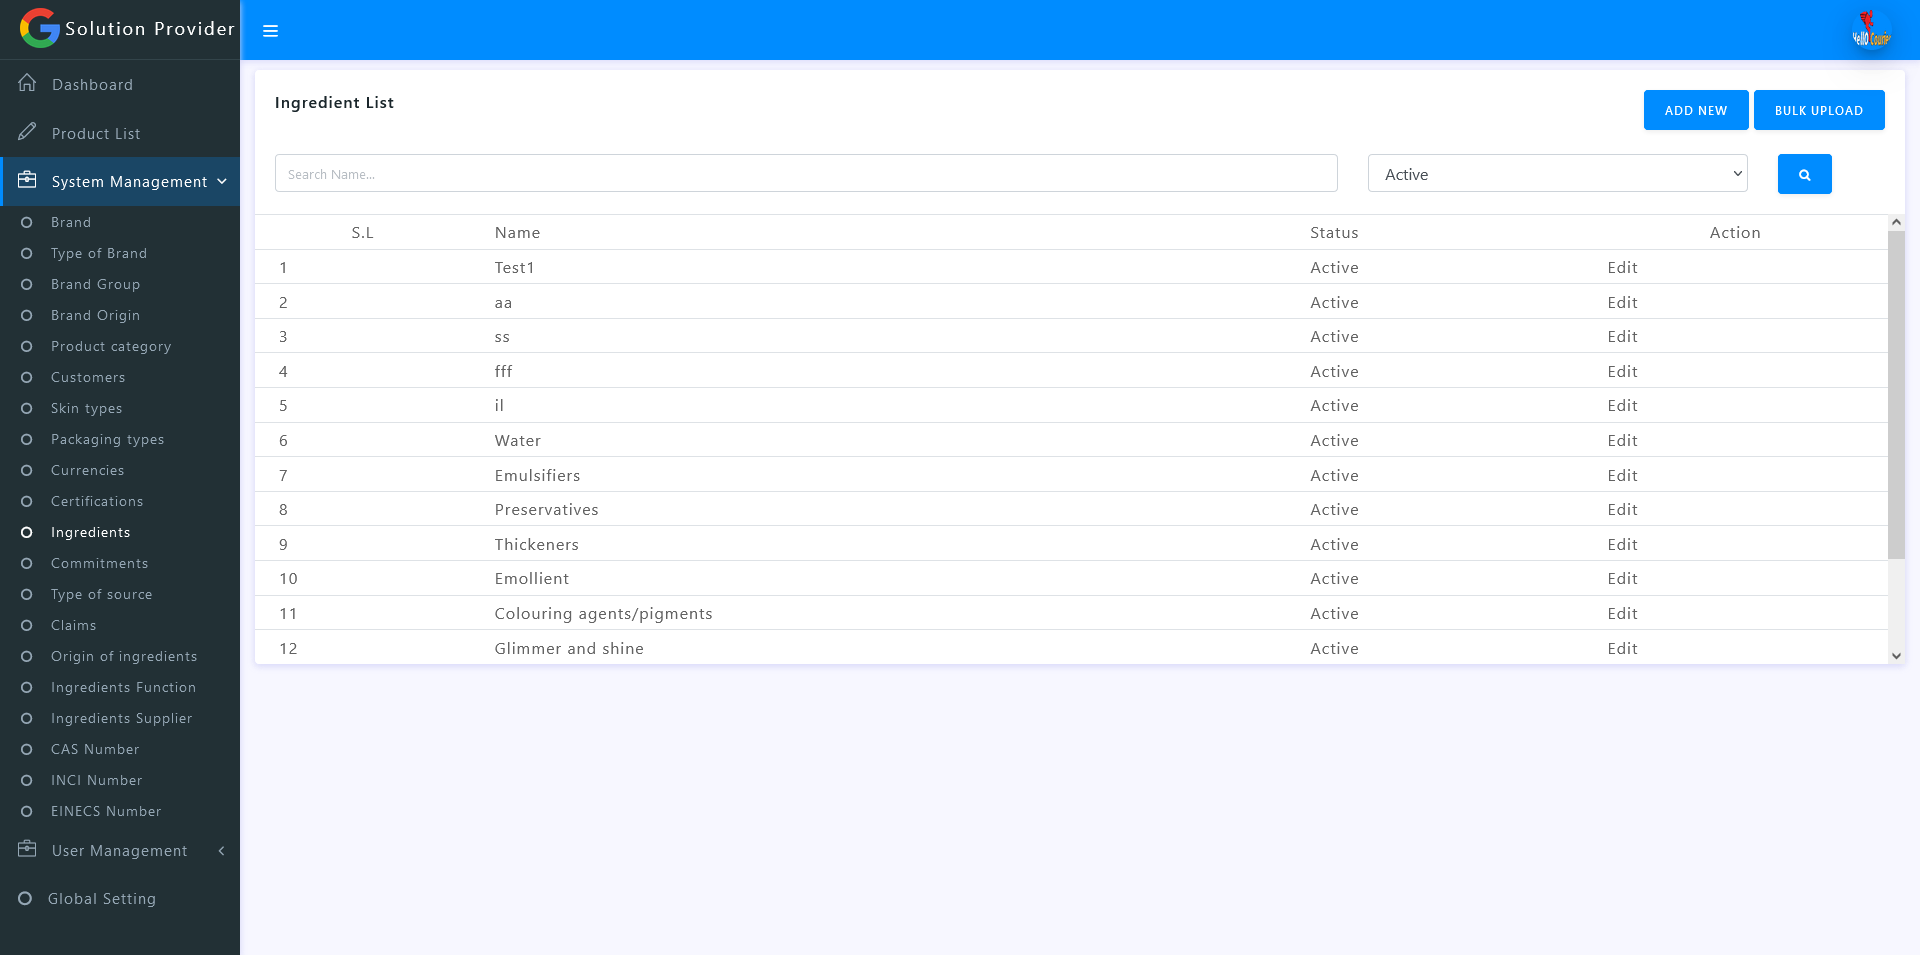 Solution Provider
Hello Courier
Dashboard
Product List
System Management
Brand
Type of Brand
Brand Group
Brand Origin
Product category
Customers
Skin types
Packaging types
Currencies
Certifications
Ingredients
Commitments
Type of source
Claims
Origin of ingredients
Ingredients Function
Ingredients Supplier
CAS Number
INCI Number
EINECS Number
User Management
Global Setting
Ingredient List
ADD NEW BULK UPLOAD
Search Name... Active
S.L Name Status Action
1 Test1 Active Edit
2 aa Active Edit
3 ss Active Edit
4 fff Active Edit
5 il Active Edit
6 Water Active Edit
7 Emulsifiers Active Edit
8 Preservatives Active Edit
9 Thickeners Active Edit
10 Emollient Active Edit
11 Colouring agents/pigments Active Edit
12 Glimmer and shine Active Edit